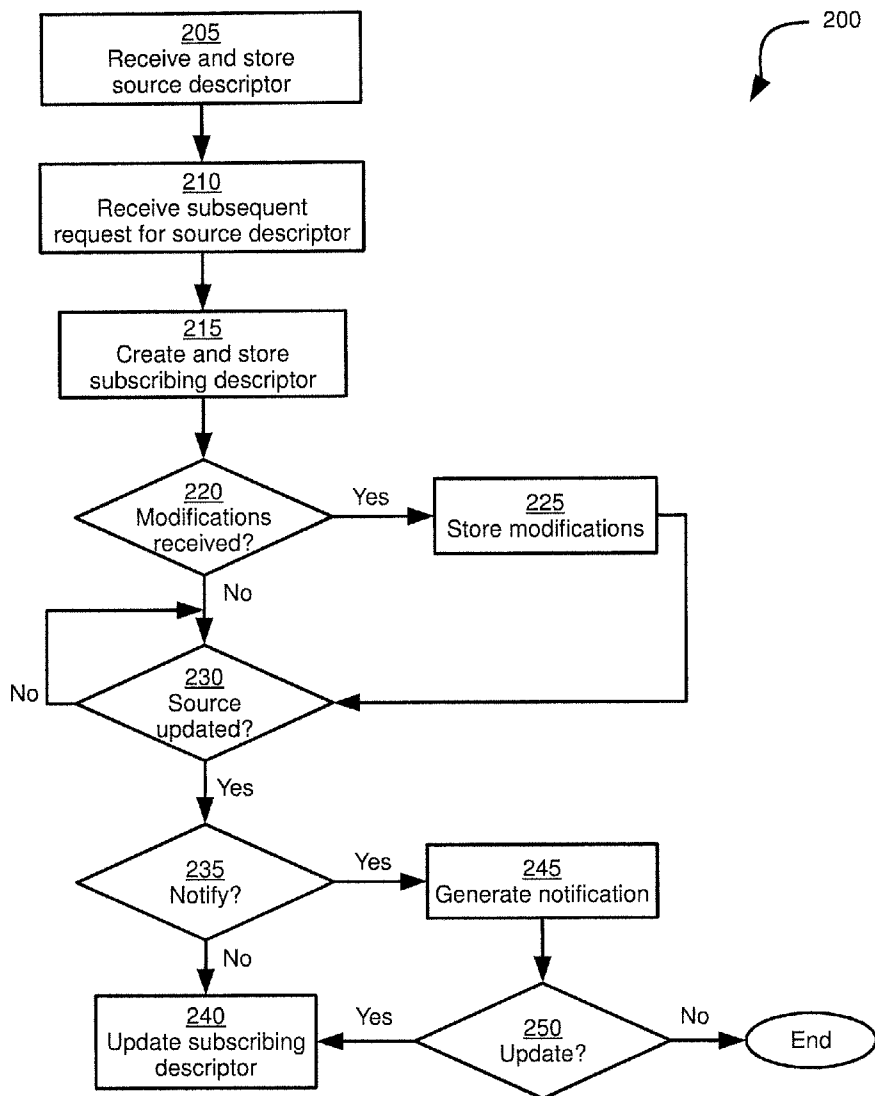 200
205
Receive and store
source descriptor
210
Receive subsequent
request for source descriptor
215
Create and store
subscribing descriptor
220
Modifications
received?
Yes
225
Store modifications
No
No
230
Source
updated?
Yes
235
Notify?
Yes
245
Generate notification
No
240
Update subscribing
descriptor
Yes
250
Update?
No
End